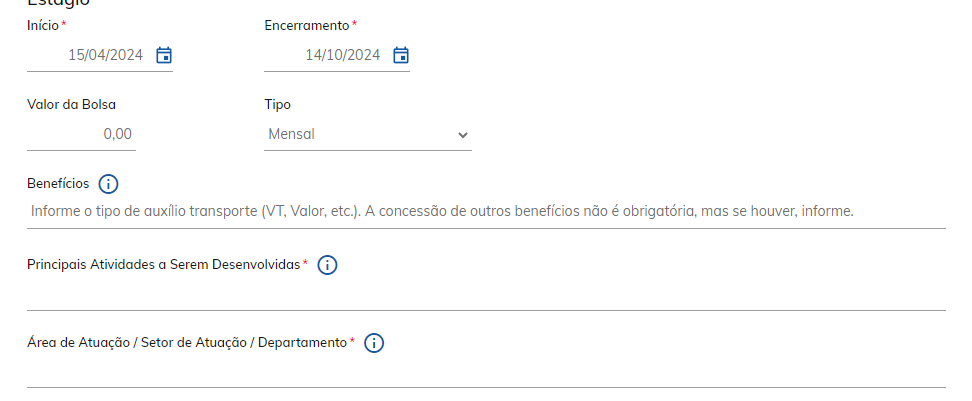 Estágio
Início * Encerramento *
15/04/2024 14/10/2024
Valor da Bolsa Tipo
0,00 Mensal
Benefícios
Informe o tipo de auxílio transporte (VT, Valor, etc.). A concessão de outros benefícios não é obrigatória, mas se houver, informe.
Principais Atividades a Serem Desenvolvidas *
Área de Atuação / Setor de Atuação / Departamento *